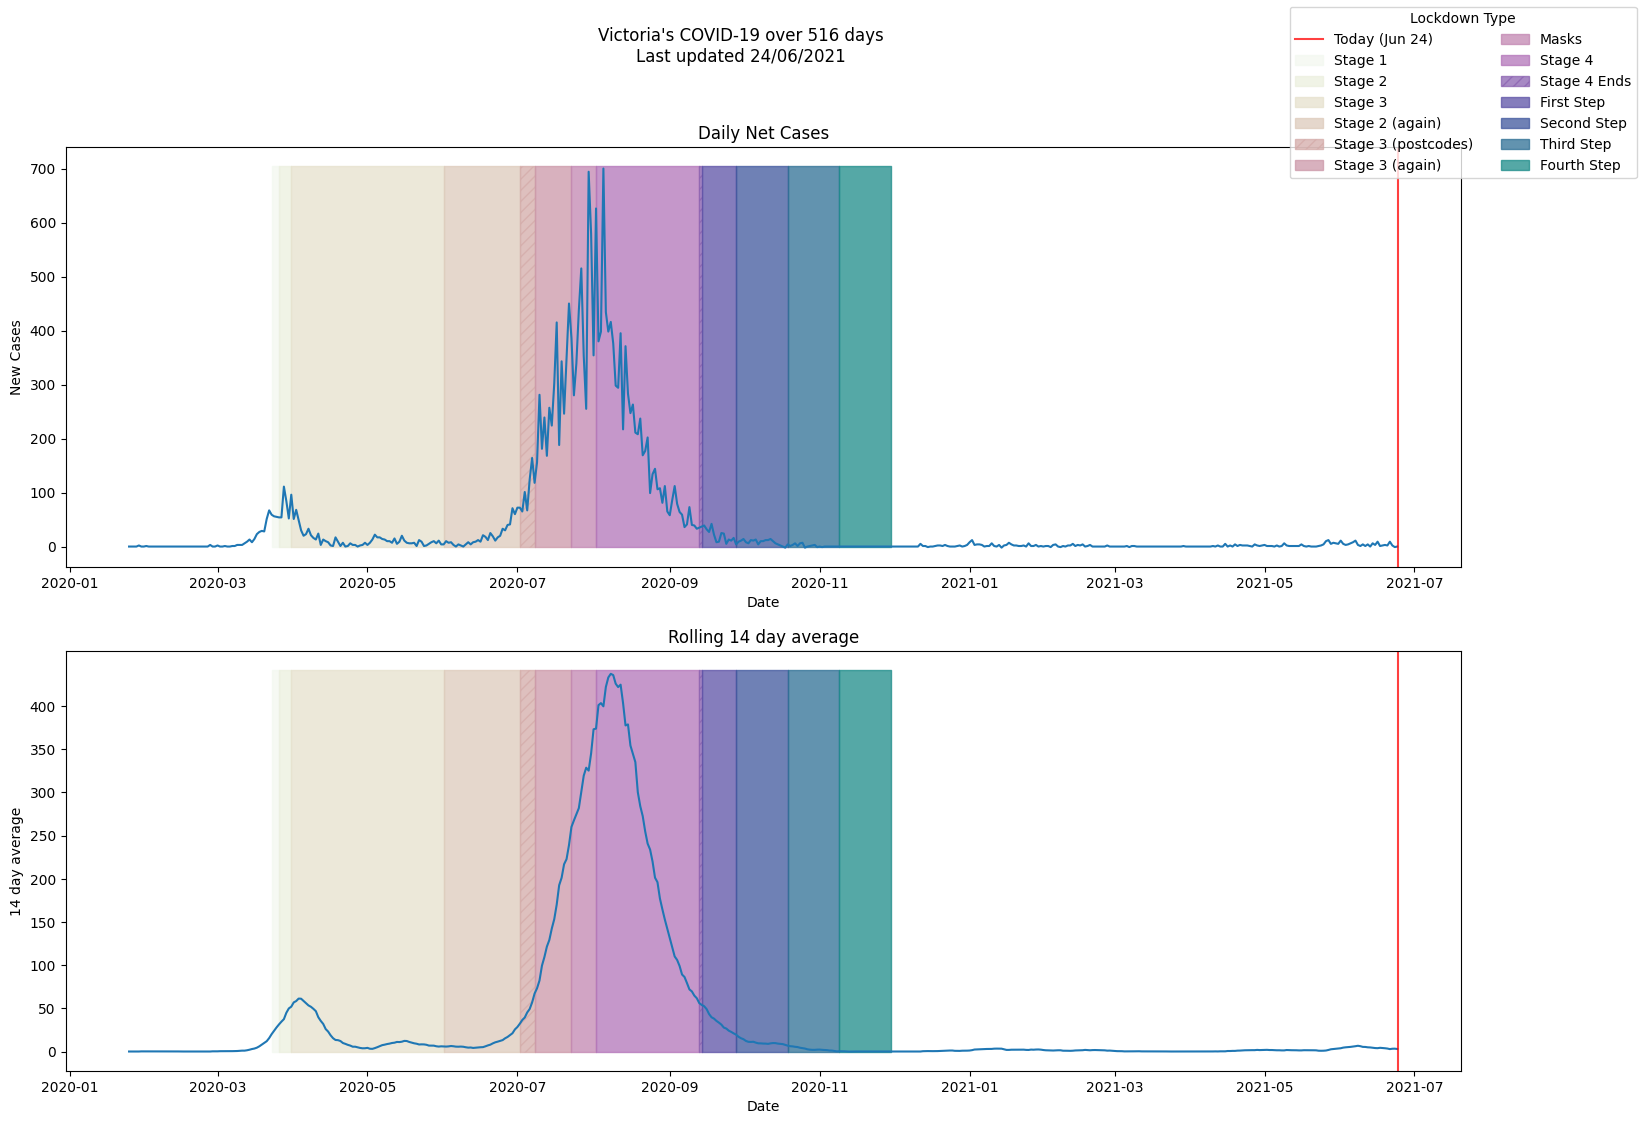 Victoria's COVID-19 over 516 days
Last updated 24/06/2021
Lockdown Type
Today (Jun 24)
Stage 1
Stage 2
Stage 3
Stage 2 (again)
Stage 3 (postcodes)
Stage 3 (again)
Masks
Stage 4
Stage 4 Ends
First Step
Second Step
Third Step
Fourth Step
Daily Net Cases
New Cases
700
600
500
400
300
200
100
0
2020-01 2020-03 2020-05 2020-07 2020-09 2020-11 2021-01 2021-03 2021-05 2021-07
Date
Rolling 14 day average
14 day average
400
350
300
250
200
150
100
50
0
2020-01 2020-03 2020-05 2020-07 2020-09 2020-11 2021-01 2021-03 2021-05 2021-07
Date